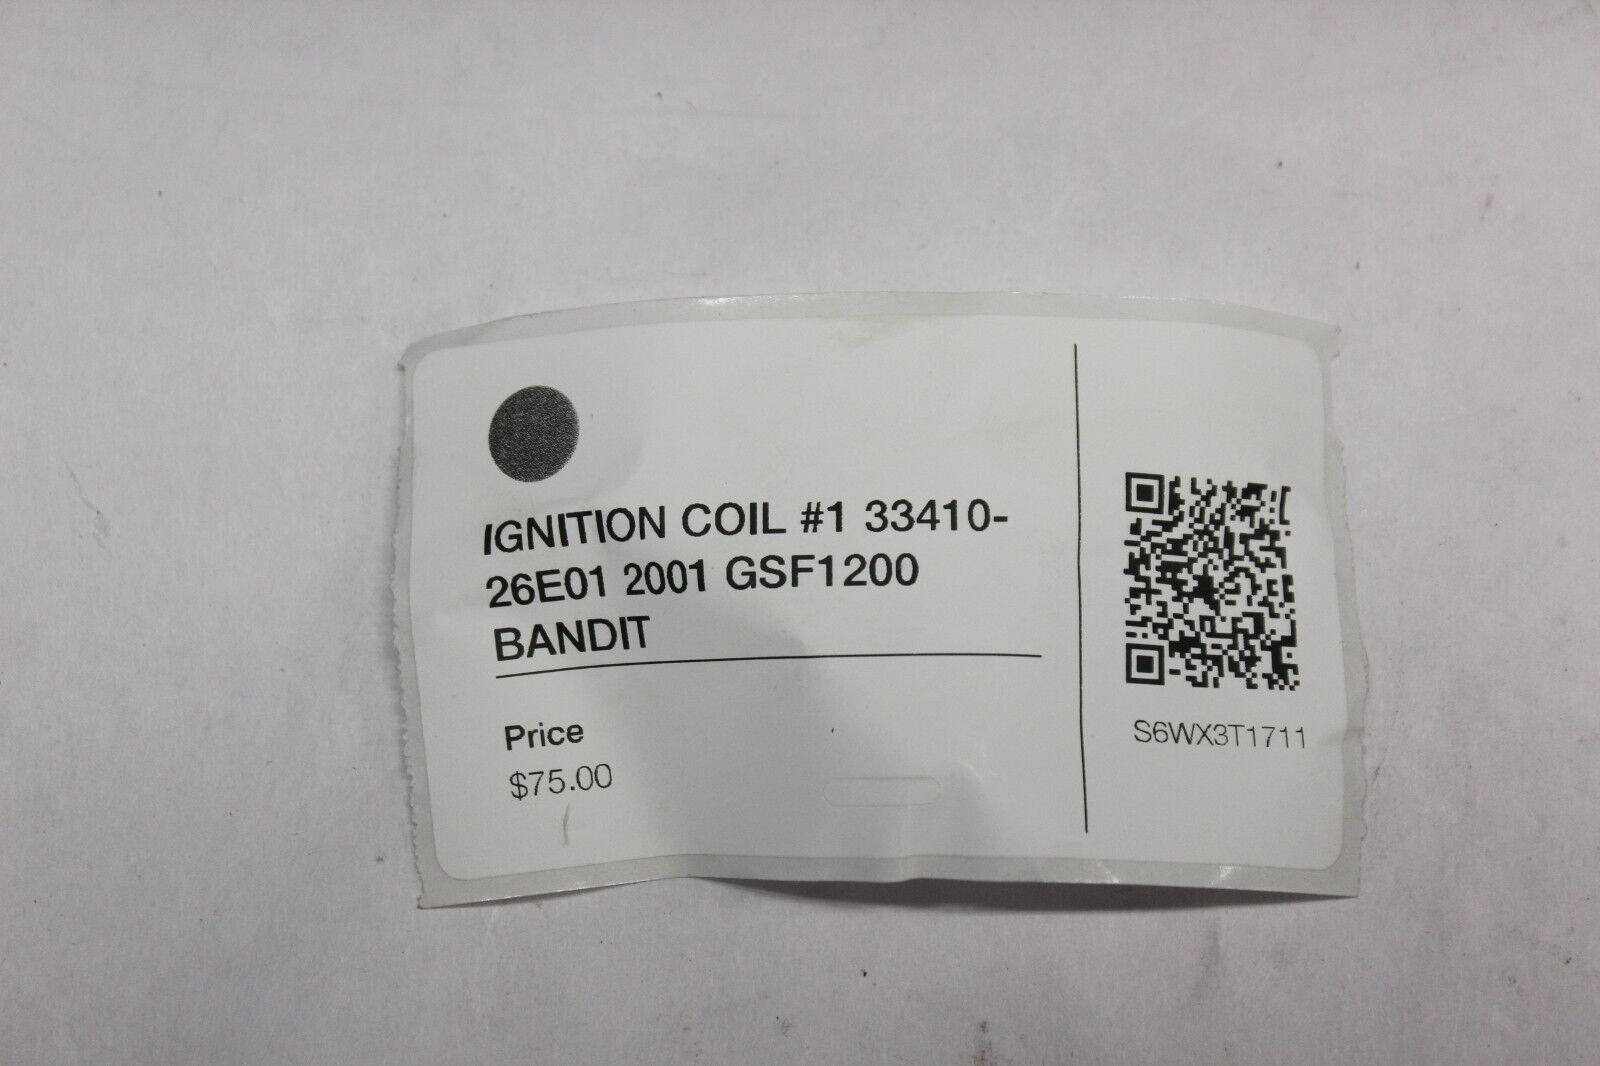 IGNITION COIL #1 33410-
26E01 2001 GSF1200
BANDIT
Price
$75.00
S6WX3T1711